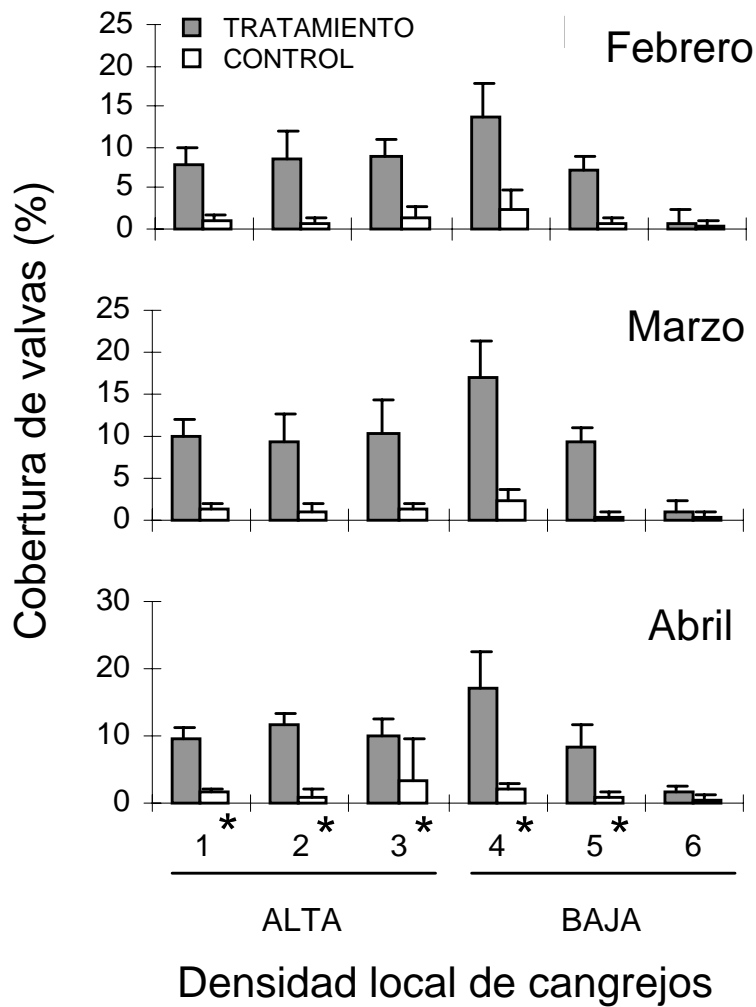 TRATAMIENTO
CONTROL
Febrero
25
20
15
10
5
0
Marzo
25
20
15
10
5
0
Abril
30
20
10
0
Cobertura de valvas (%)
1* 2* 3* 4* 5* 6
ALTA BAJA
Densidad local de cangrejos